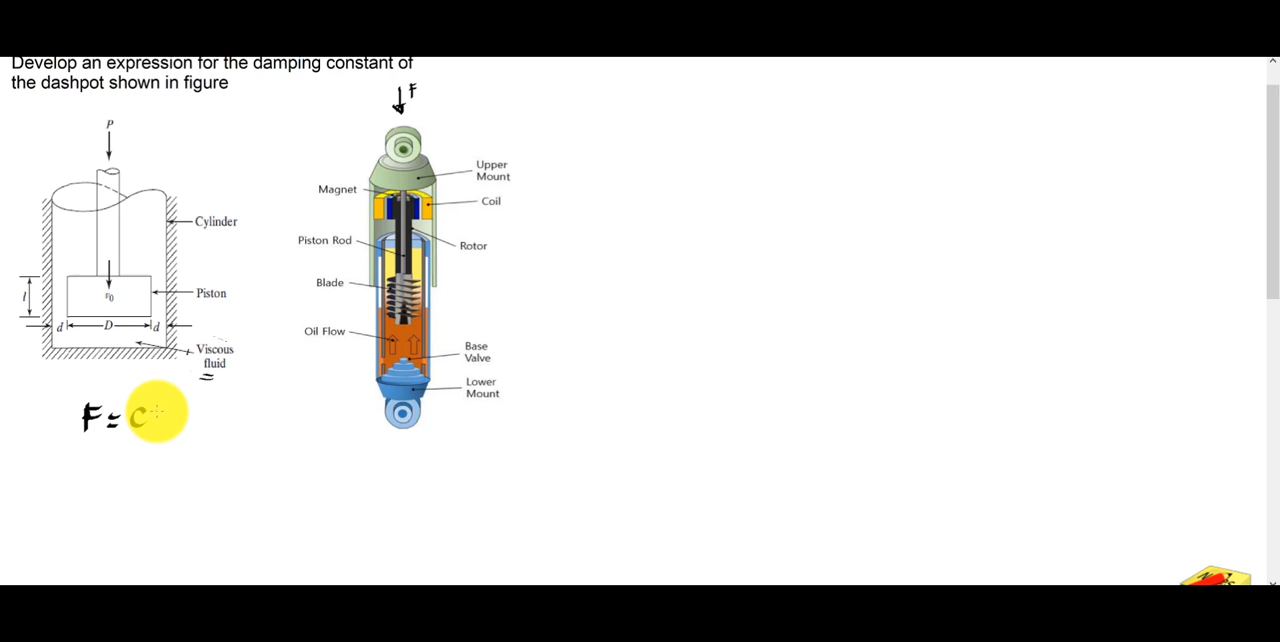 Develop an expression for the damping constant of
the dashpot shown in figure
F
P
Upper
Mount
Magnet
Coil
Cylinder
Piston Rod
Rotor
Blade
l
Piston
d
D
d
Oil Flow
Base
Valve
Viscous
fluid
Lower
Mount
F = C